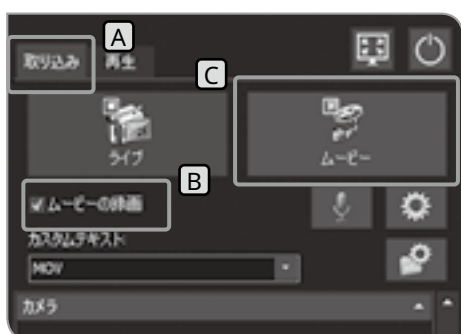 A
取り込み 再生
C
ライブ ムービー
B
ムービーの録画
カスタムテキスト
MOV
カメラ